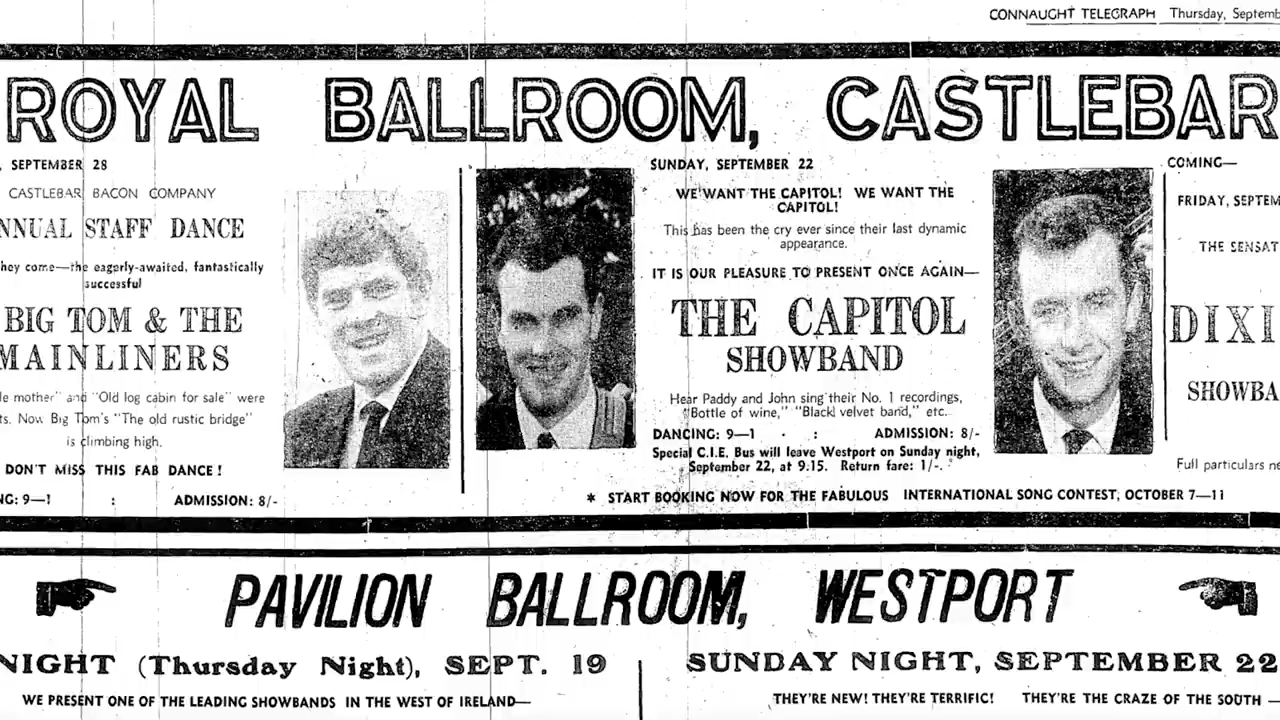 CONNAUGHT TELEGRAPH Thursday, Septemb
ROYAL BALLROOM, CASTLEBAR
, SEPTEMBER 28
CASTLEBAR BACON COMPANY
NNUAL STAFF DANCE
hey come—the eagerly-awaited, fantastically
successful
BIG TOM & THE
MAINLINERS
le mother" and "Old log cabin for sale" were
ts. Now Big Tom's "The old rustic bridge"
is climbing high.
DON'T MISS THIS FAB DANCE!
NG: 9—1 : ADMISSION: 8/-
SUNDAY, SEPTEMBER 22
WE WANT THE CAPITOL! WE WANT THE
CAPITOL!
This has been the cry ever since their last dynamic
appearance.
IT IS OUR PLEASURE TO PRESENT ONCE AGAIN—
THE CAPITOL
SHOWBAND
Hear Paddy and John sing their No. 1 recordings,
"Bottle of wine," "Black velvet band," etc.
DANCING: 9—1 : ADMISSION: 8/-
Special C.I.E. Bus will leave Westport on Sunday night,
September 22, at 9.15. Return fare: 1/-.
COMING—
FRIDAY, SEPTEM
THE SENSAT
DIXI
SHOWBA
Full particulars ne
* START BOOKING NOW FOR THE FABULOUS INTERNATIONAL SONG CONTEST, OCTOBER 7—11
PAVILION BALLROOM, WESTPORT
NIGHT (Thursday Night), SEPT. 19
WE PRESENT ONE OF THE LEADING SHOWBANDS IN THE WEST OF IRELAND—
SUNDAY NIGHT, SEPTEMBER 22
THEY'RE NEW! THEY'RE TERRIFIC! THEY'RE THE CRAZE OF THE SOUTH —